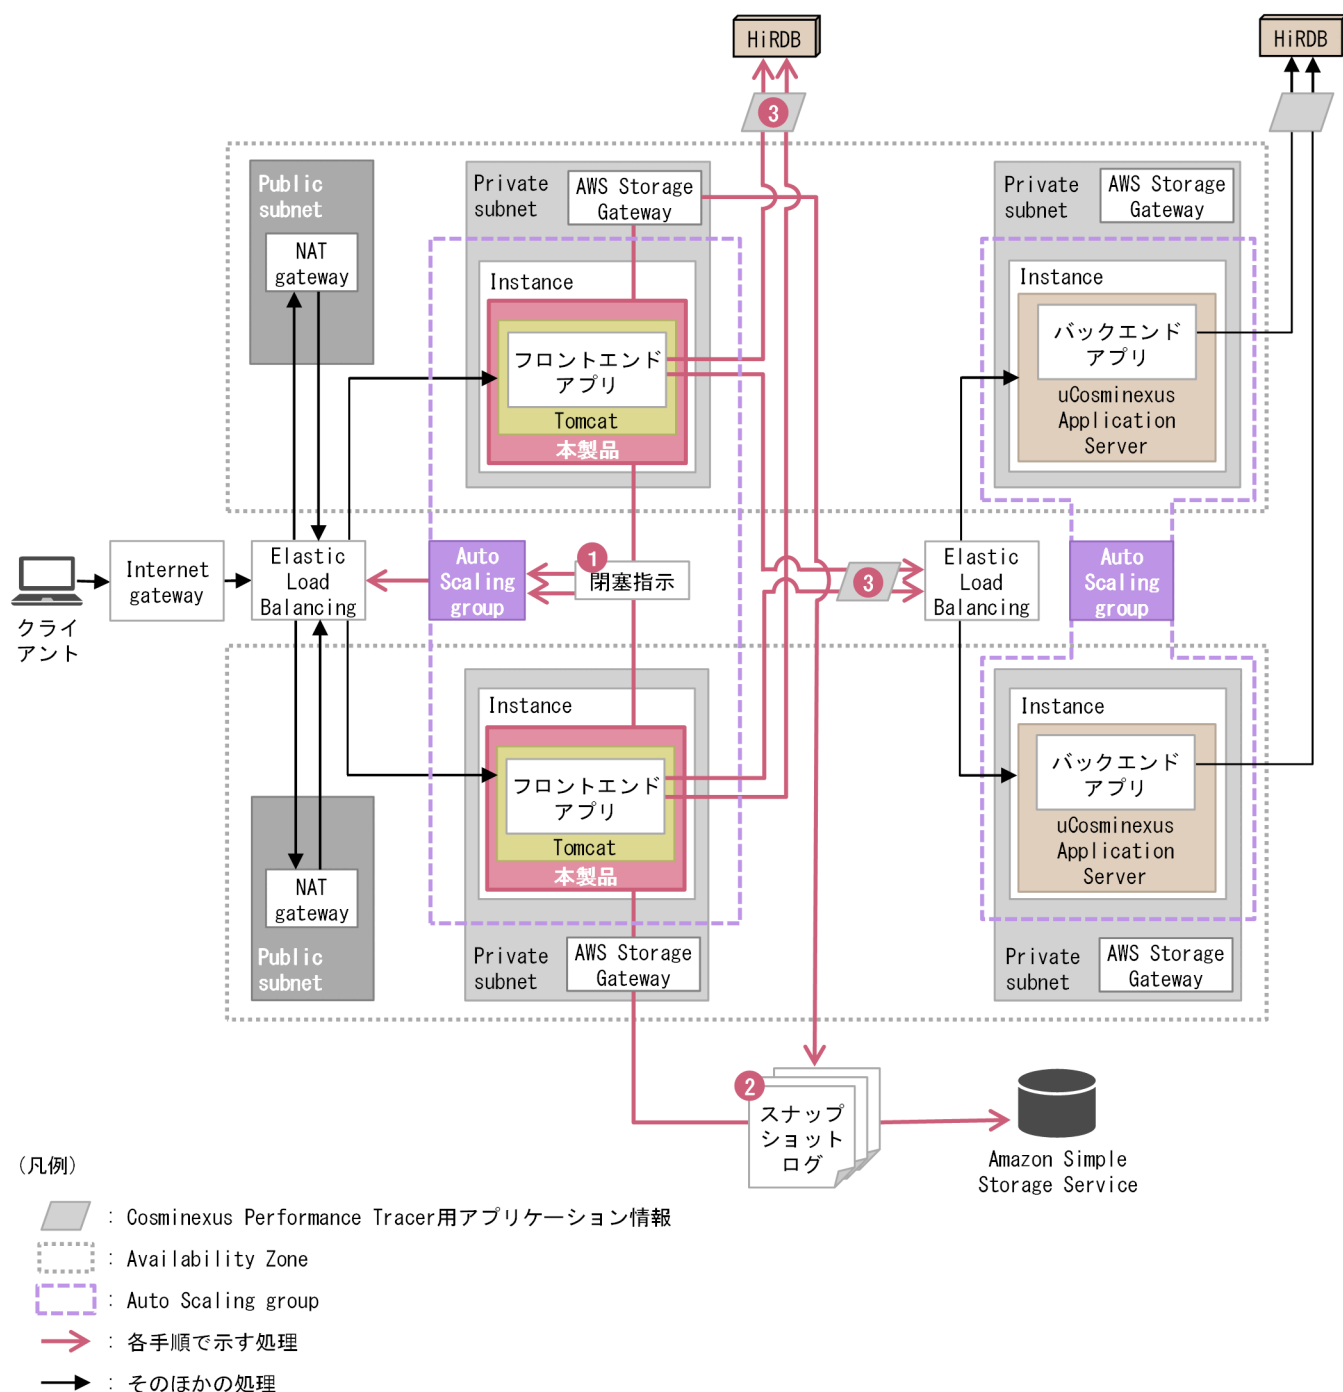 HiRDB
HiRDB
3
Public
subnet
NAT
gateway
Private
subnet
AWS Storage
Gateway
Instance
フロントエンド
アプリ
Tomcat
本製品
Private
subnet
AWS Storage
Gateway
Instance
バックエンド
アプリ
uCosminexus
Application
Server
クライ
アント
Internet
gateway
Elastic
Load
Balancing
Auto
Scaling
group
1
閉塞指示
3
Elastic
Load
Balancing
Auto
Scaling
group
Instance
フロントエンド
アプリ
Tomcat
本製品
Private
subnet
AWS Storage
Gateway
NAT
gateway
Public
subnet
Instance
バックエンド
アプリ
uCosminexus
Application
Server
Private
subnet
AWS Storage
Gateway
2
スナップ
ショット
ログ
Amazon Simple
Storage Service
(凡例)
: Cosminexus Performance Tracer用アプリケーション情報
: Availability Zone
: Auto Scaling group
: 各手順で示す処理
: そのほかの処理